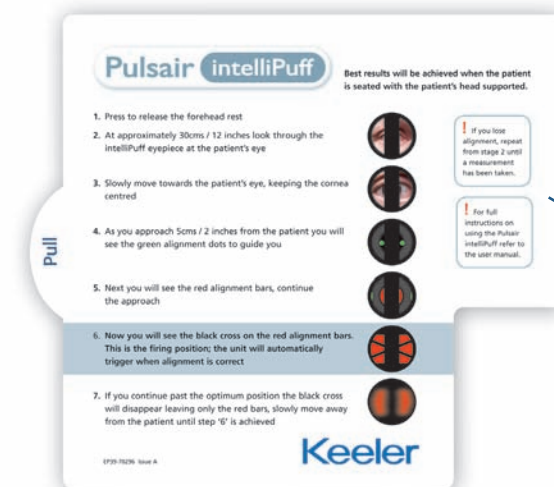 Pulsair intelliPuff
Best results will be achieved when the patient
is seated with the patient's head supported.
1. Press to release the forehead rest
2. At approximately 30cms / 12 inches look through the
intelliPuff eyepiece at the patient's eye
3. Slowly move towards the patient's eye, keeping the cornea
centred
4. As you approach 5cms / 2 inches from the patient you will
see the green alignment dots to guide you
5. Next you will see the red alignment bars, continue
the approach
6. Now you will see the black cross on the red alignment bars.
This is the firing position; the unit will automatically
trigger when alignment is correct
7. If you continue past the optimum position the black cross
will disappear leaving only the red bars, slowly move away
from the patient until step '6' is achieved
! If you lose
alignment, repeat
from stage 2 until
a measurement
has been taken.
! For full
instructions on
using the Pulsair
intelliPuff refer to
the user manual.
Pull
EP39-70296 Issue A
Keeler